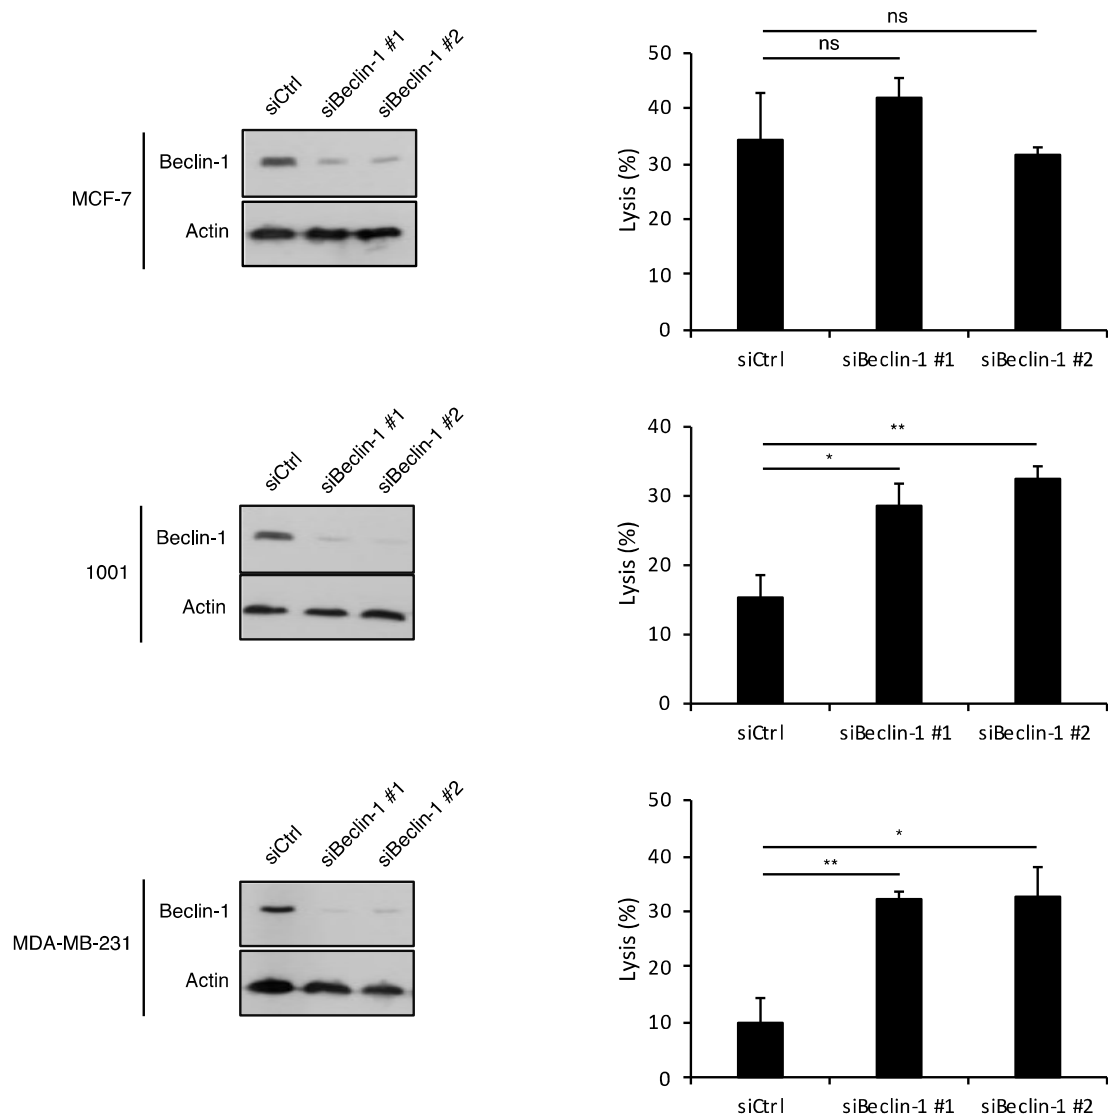 siCtrl
siBeclin-1 #1
siBeclin-1 #2
MCF-7
Beclin-1
Actin
ns
ns
Lysis (%)
50
40
30
20
10
0
siCtrl
siBeclin-1 #1
siBeclin-1 #2
siCtrl
siBeclin-1 #1
siBeclin-1 #2
1001
Beclin-1
Actin
**
*
Lysis (%)
40
30
20
10
0
siCtrl
siBeclin-1 #1
siBeclin-1 #2
siCtrl
siBeclin-1 #1
siBeclin-1 #2
MDA-MB-231
Beclin-1
Actin
*
**
Lysis (%)
50
40
30
20
10
0
siCtrl
siBeclin-1 #1
siBeclin-1 #2